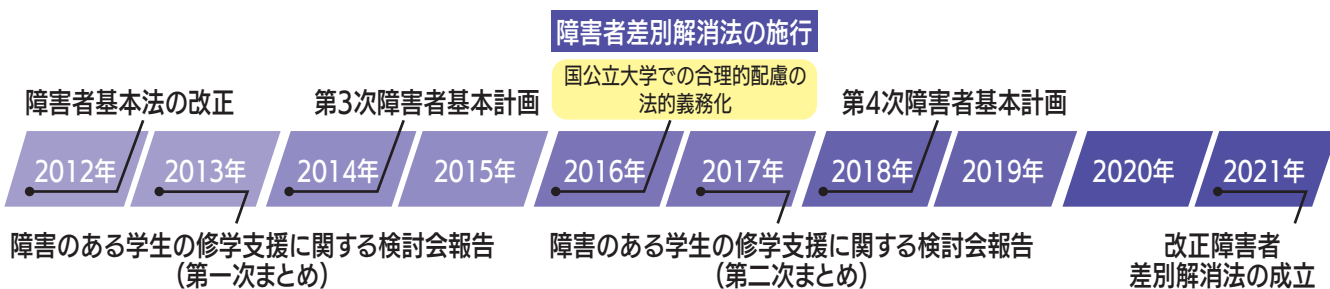 障害者差別解消法の施行
国公立大学での合理的配慮の
法的義務化
障害者基本法の改正
第3次障害者基本計画
第4次障害者基本計画
2012年
2013年
2014年
2015年
2016年
2017年
2018年
2019年
2020年
2021年
障害のある学生の修学支援に関する検討会報告
(第一次まとめ)
障害のある学生の修学支援に関する検討会報告
(第二次まとめ)
改正障害者
差別解消法の成立